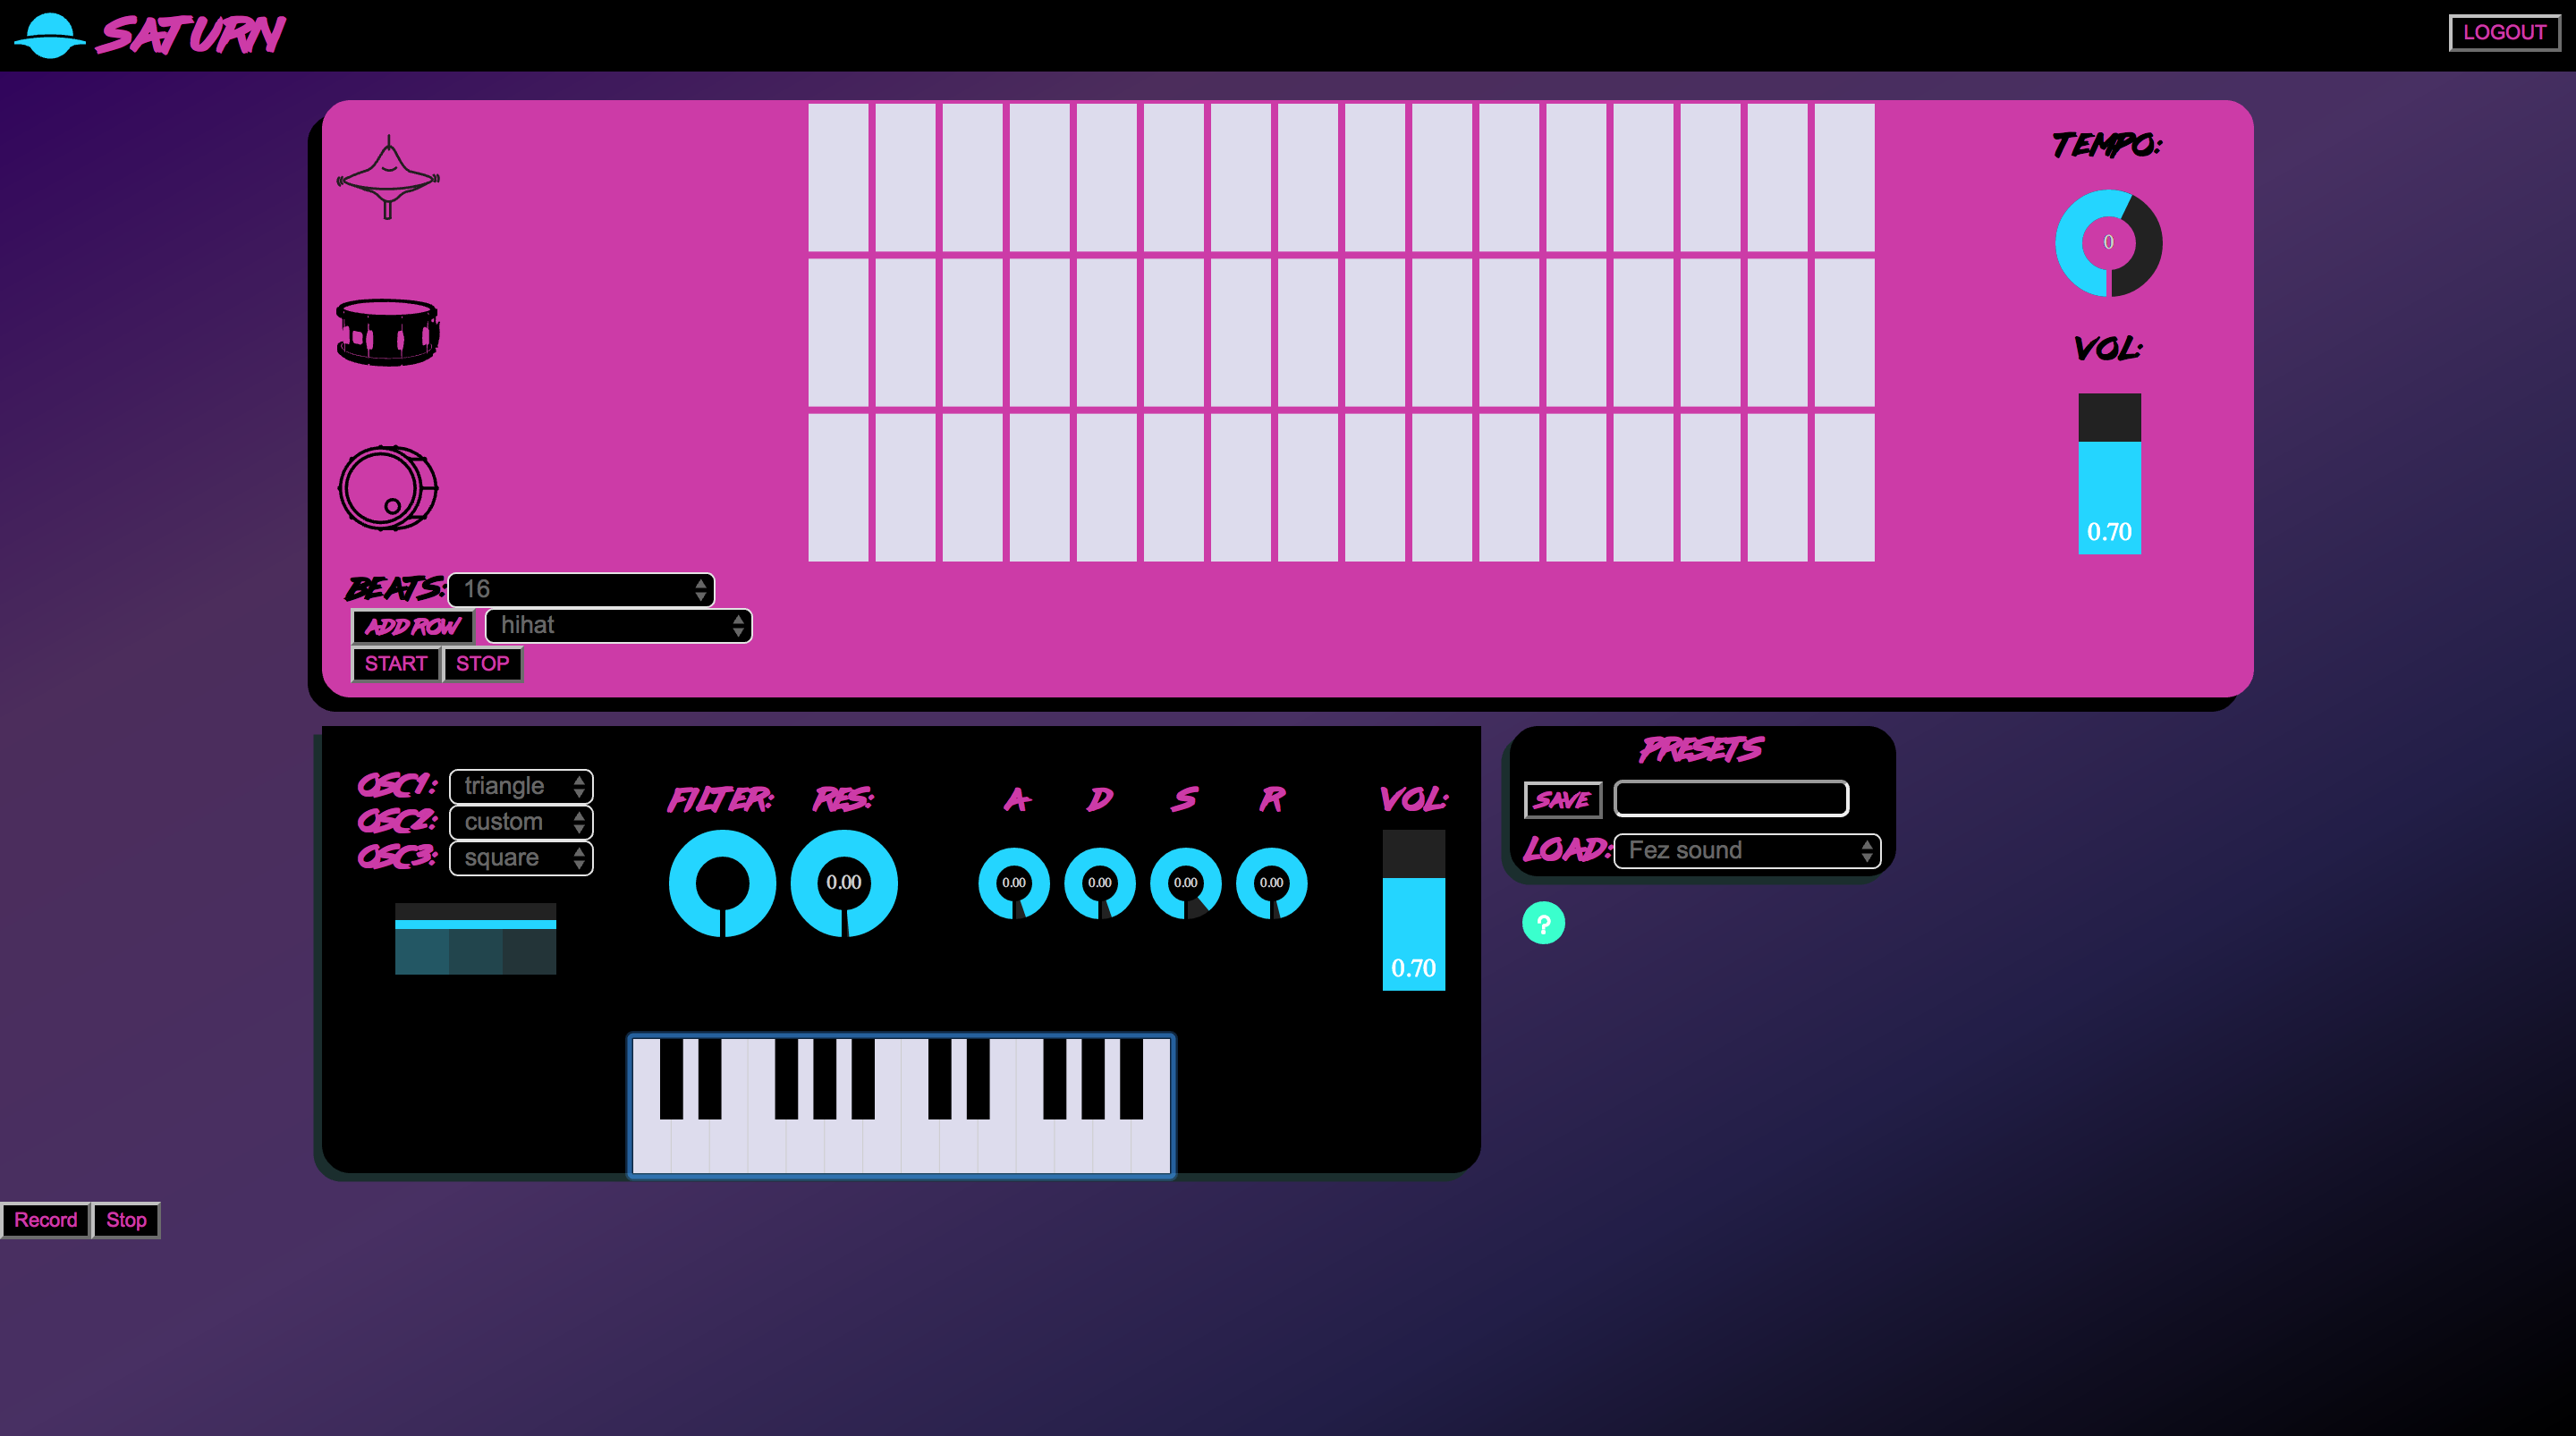 SATURN
LOGOUT
TEMPO:
0
VOL:
0.70
BEATS: 16
ADD ROW hihat
START STOP
OSC1: triangle
OSC2: custom
OSC3: square
FILTER: RES: A D S R VOL:
0.00 0.00 0.00 0.00 0.00
0.70
PRESETS
SAVE
LOAD: Fez sound
?
Record Stop